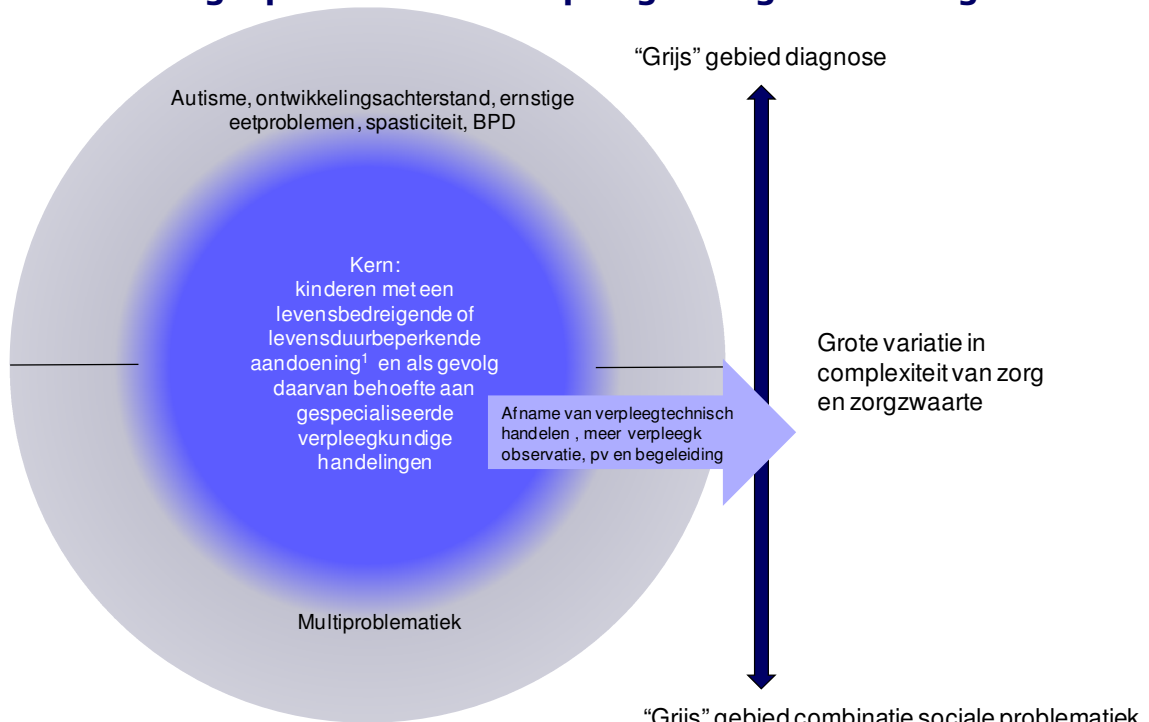 “Grijs” gebied diagnose
Autisme, ontwikkelingsachterstand, ernstige
eetproblemen, spasticiteit, BPD
Kern:
kinderen met een
levensbedreigende of
levensduurbeperkende
aandoening¹ en als gevolg
daarvan behoefte aan
gespecialiseerde
verpleegkundige
handelingen
Afname van verpleegtechnisch
handelen , meer verpleegk
observatie, pv en begeleiding
Grote variatie in
complexiteit van zorg
en zorgzwaarte
Multiproblematiek
“Grijs” gebied combinatie sociale problematiek